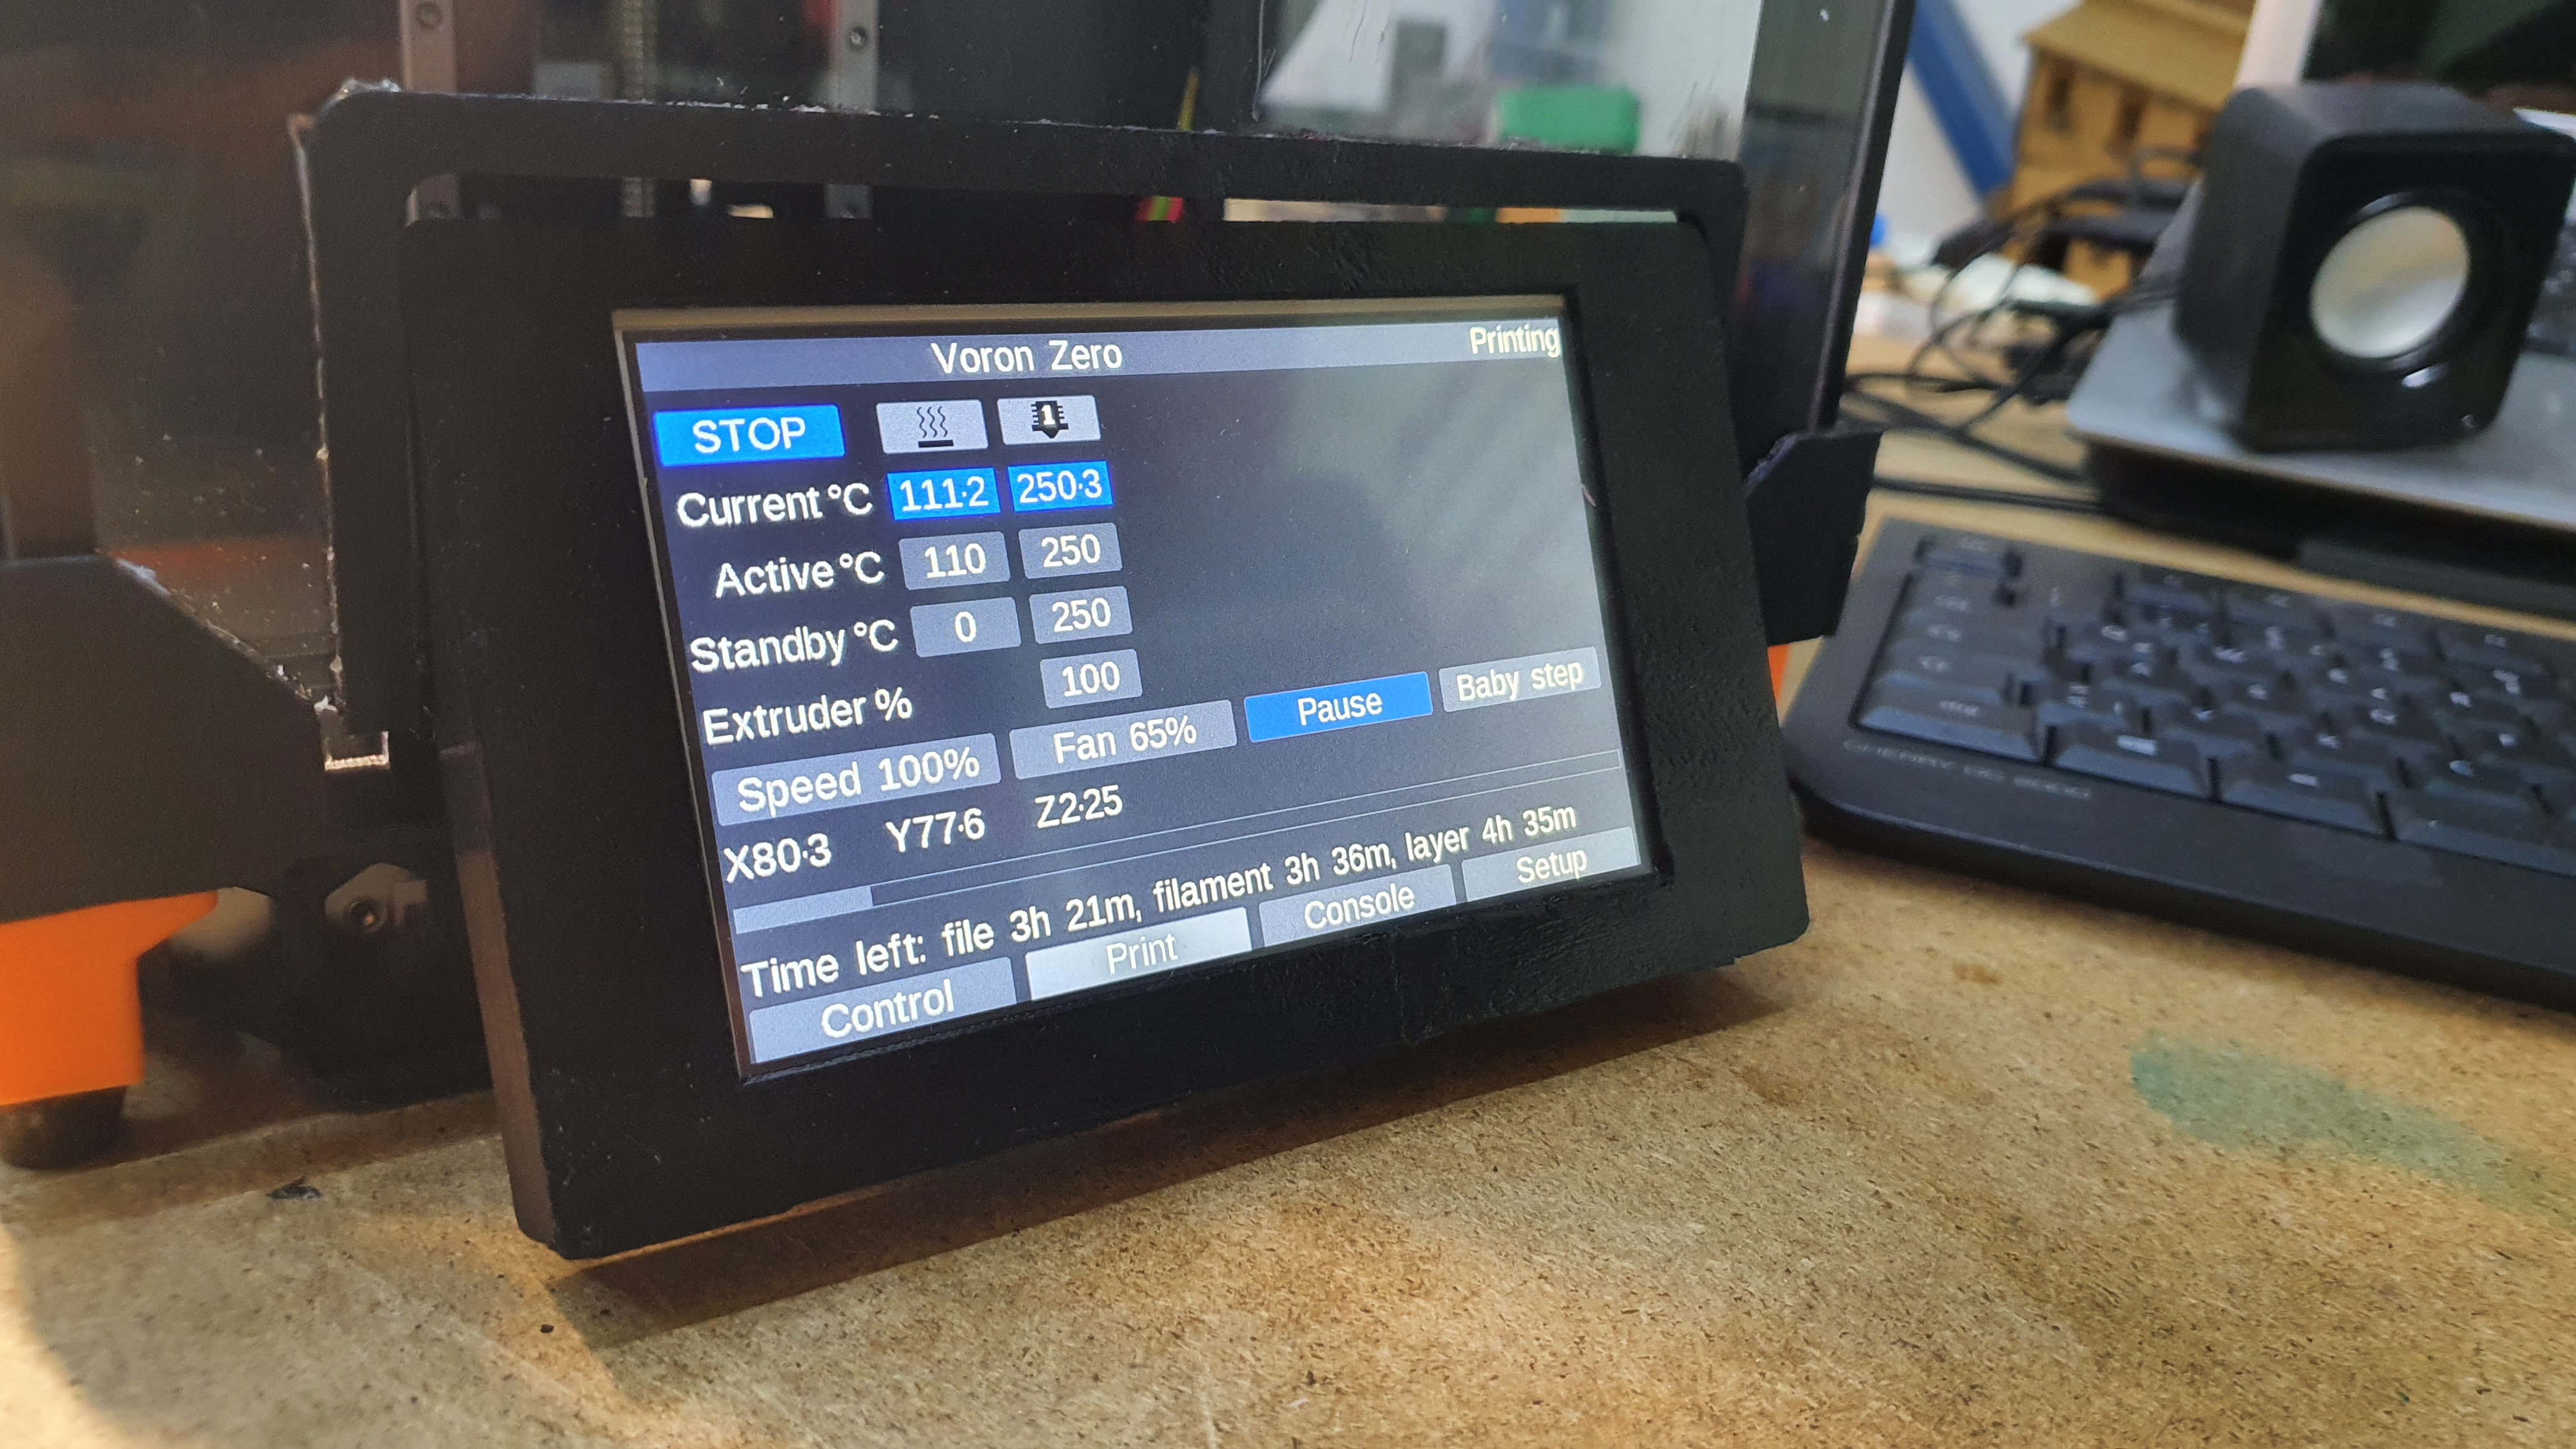 Voron Zero Printing
STOP 1
Current °C 111·2 250·3
Active °C 110 250
Standby °C 0 250
Extruder % 100
Speed 100% Fan 65% Pause Baby step
X80·3 Y77·6 Z2·25
Time left: file 3h 21m, filament 3h 36m, layer 4h 35m
Control Print Console Setup